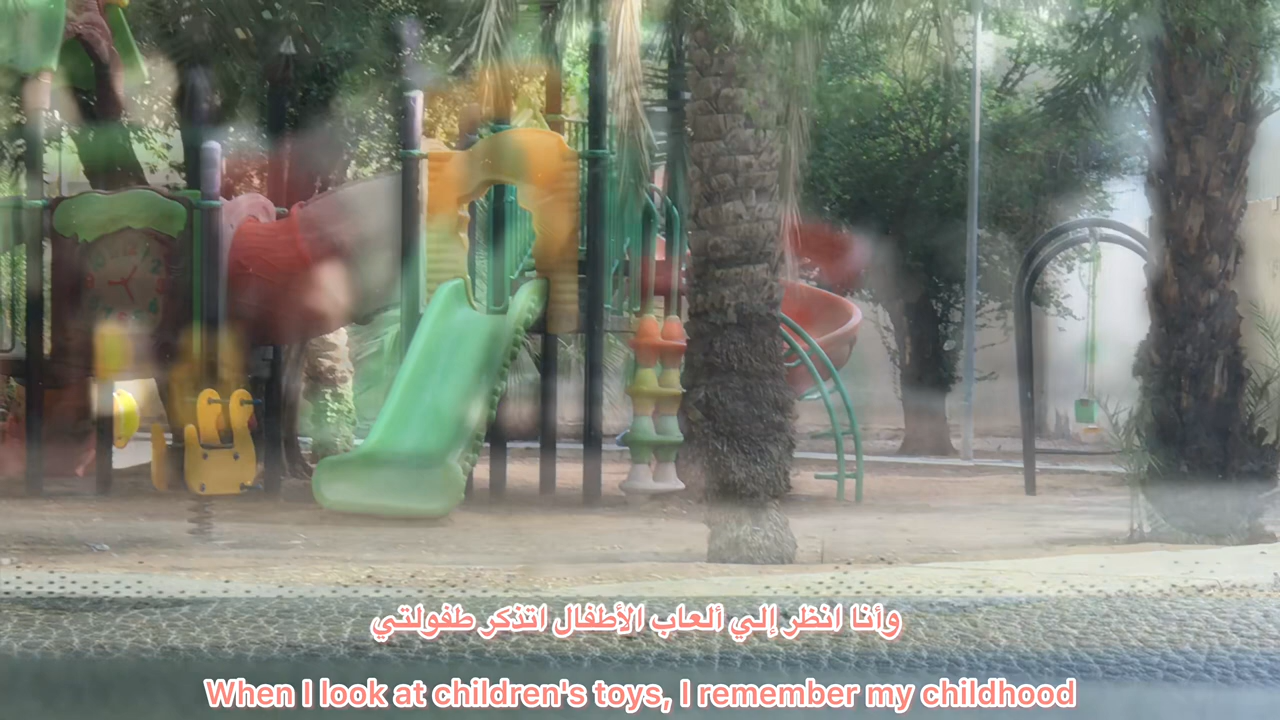 وأنا انظر إلي ألعاب الأطفال اتذكر طفولتي
When I look at children's toys, I remember my childhood